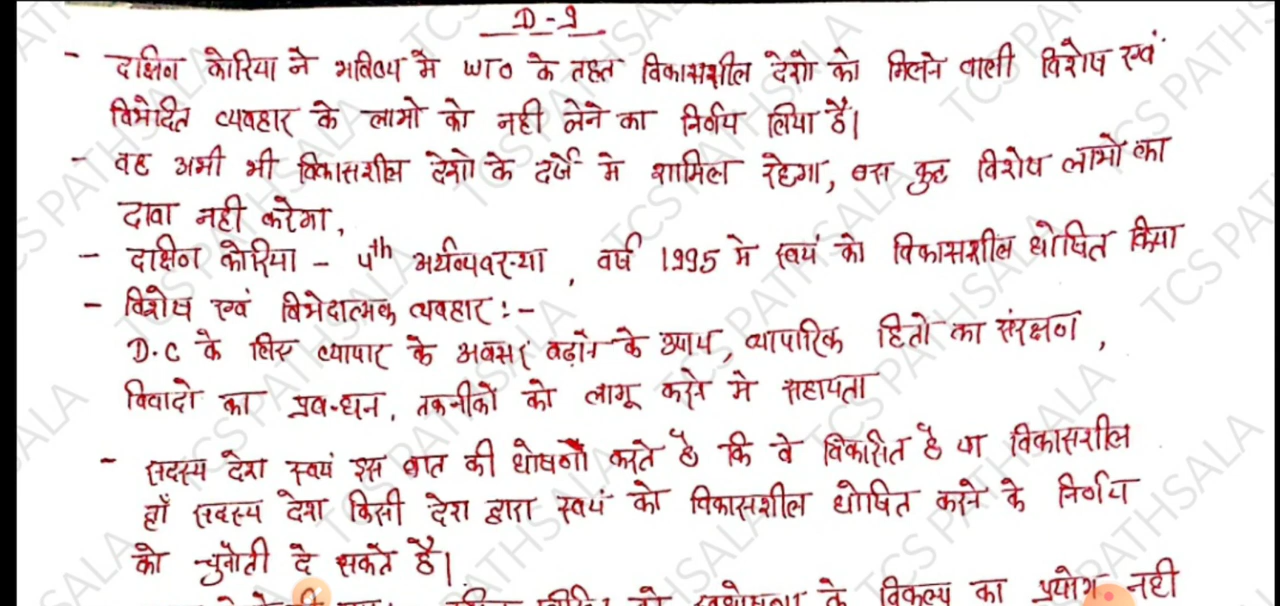 D-9
- दक्षिण कोरिया ने भविष्य में WTO के तहत विकासशील देशों को मिलने वाली विशेष एवं
विभेदित व्यवहार के लाभों को नही लेने का निर्णय लिया है।
- वह अभी भी विकासशील देशों के दर्जे में शामिल रहेगा, बस कुछ विशेष लाभों का
दावा नही करेगा,
- दक्षिण कोरिया - 4th अर्थव्यवस्था, वर्ष 1995 मे स्वयं को विकासशील घोषित किया
- विशेष एवं विभेदात्मक व्यवहार :-
D.C के लिए व्यापार के अवसर बढ़ाने के उपाय, व्यापारिक हितो का संरक्षण,
विवादो का प्रबन्धन, तकनीकों को लागू करने मे सहायता
- सदस्य देश स्वयं इस बात की घोषणा करते है कि वे विकसित है या विकासशील
हाँ सदस्य देश किसी देश द्वारा स्वयं को विकासशील घोषित करने के निर्णय
को चुनौती दे सकते है।
के विकल्प का प्रयोग नही
TCS PATHSALA